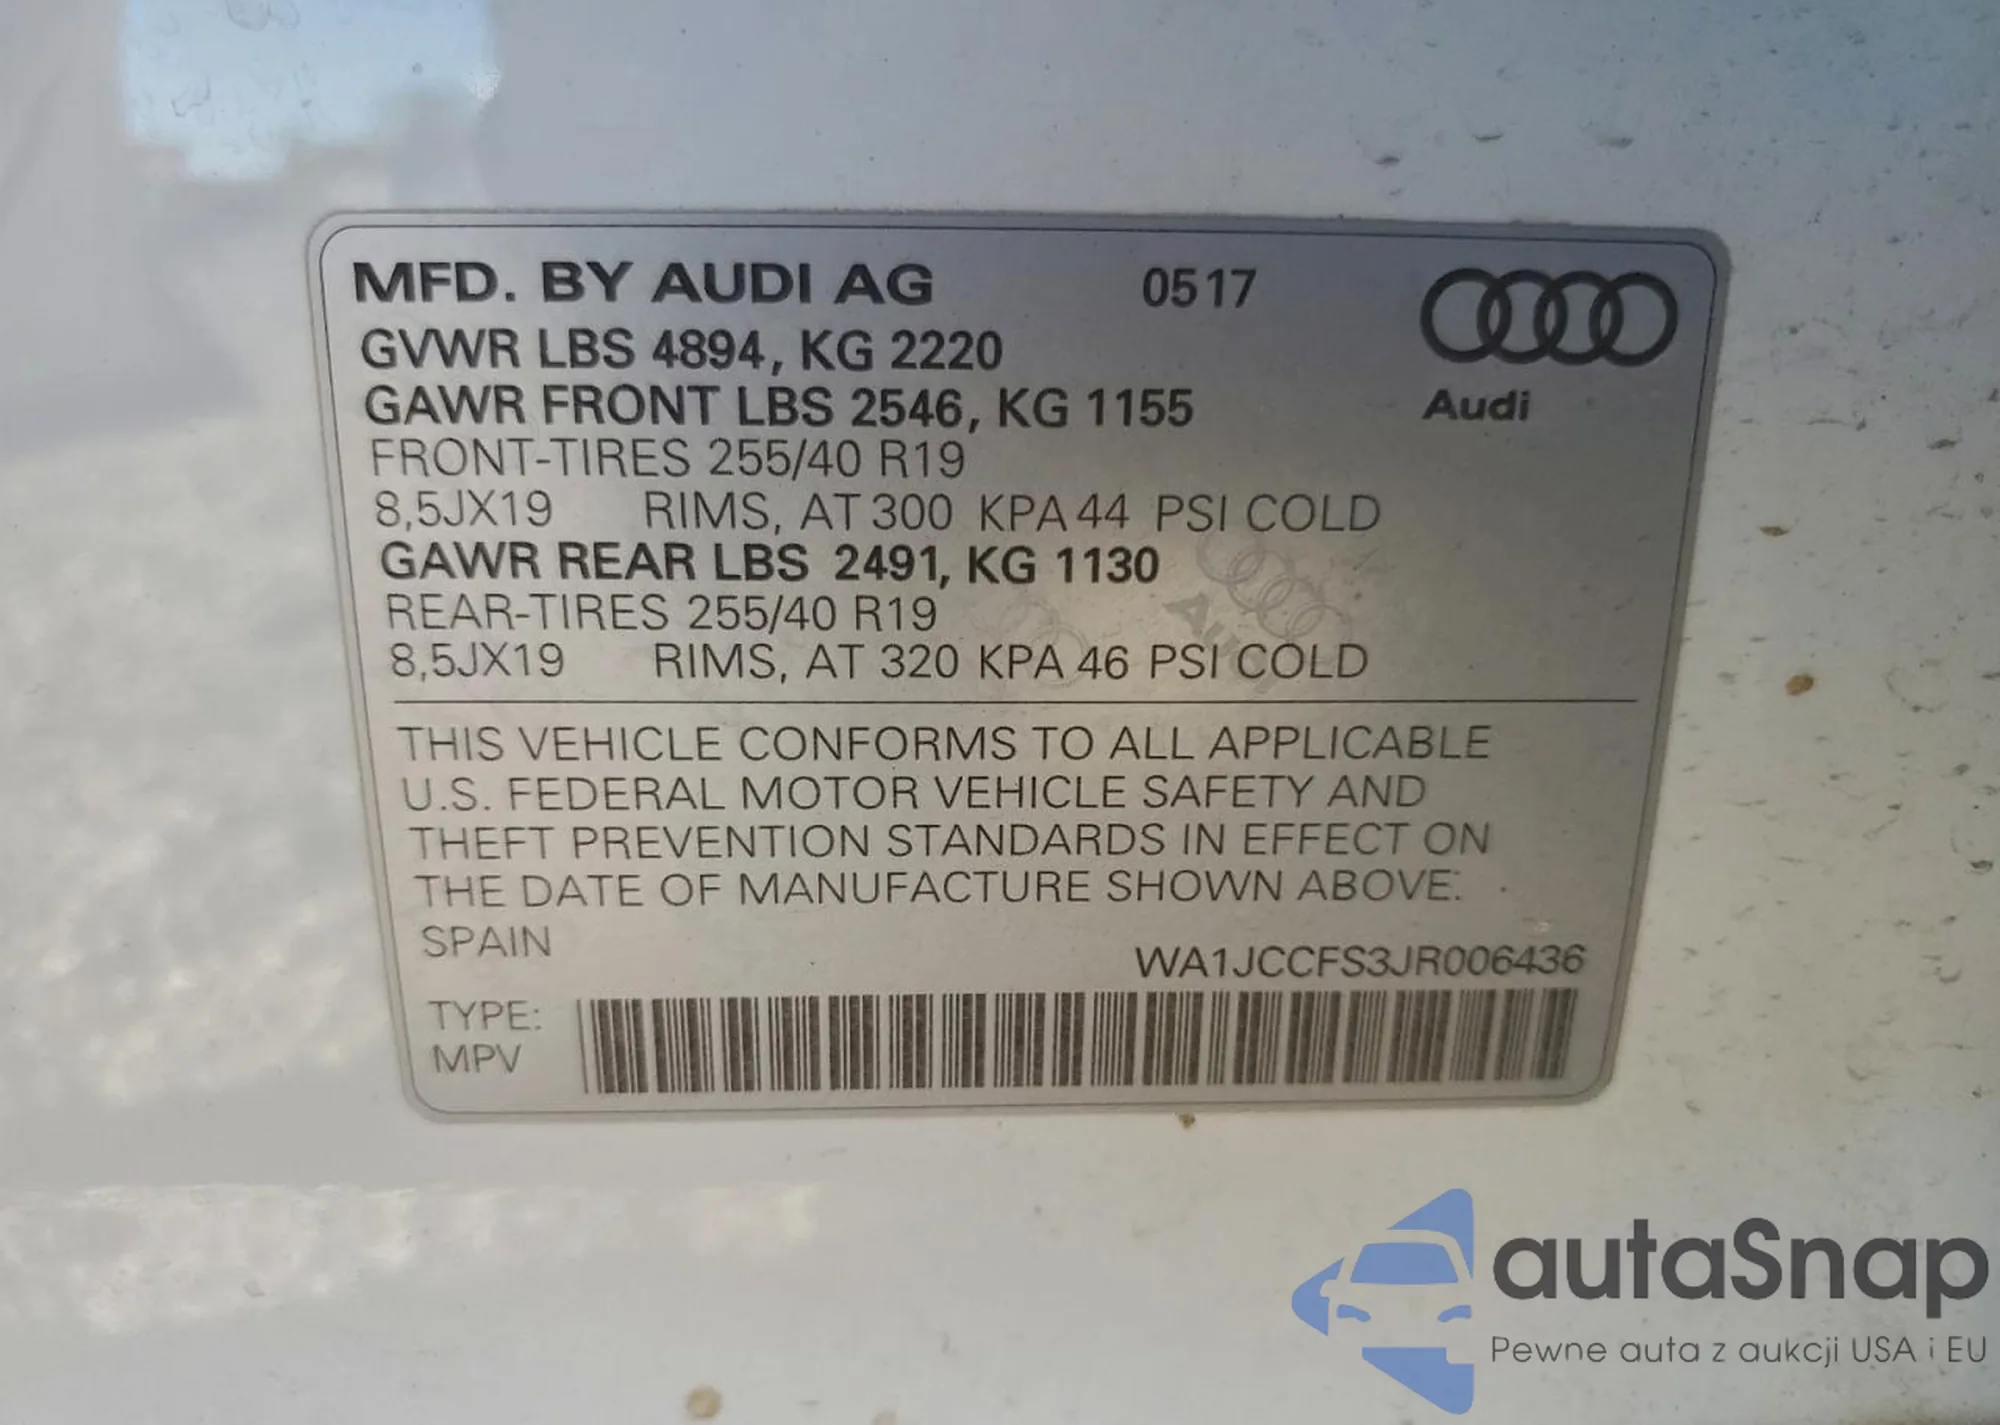 MFD. BY AUDI AG 0517
GVWR LBS 4894, KG 2220
GAWR FRONT LBS 2546, KG 1155
Audi
FRONT-TIRES 255/40 R19
8,5JX19 RIMS, AT 300 KPA 44 PSI COLD
GAWR REAR LBS 2491, KG 1130
REAR-TIRES 255/40 R19
8,5JX19 RIMS, AT 320 KPA 46 PSI COLD
THIS VEHICLE CONFORMS TO ALL APPLICABLE
U.S. FEDERAL MOTOR VEHICLE SAFETY AND
THEFT PREVENTION STANDARDS IN EFFECT ON
THE DATE OF MANUFACTURE SHOWN ABOVE.
SPAIN
WA1JCCFS3JR006436
TYPE:
MPV
autaSnap
Pewne auta z aukcji USA i EU